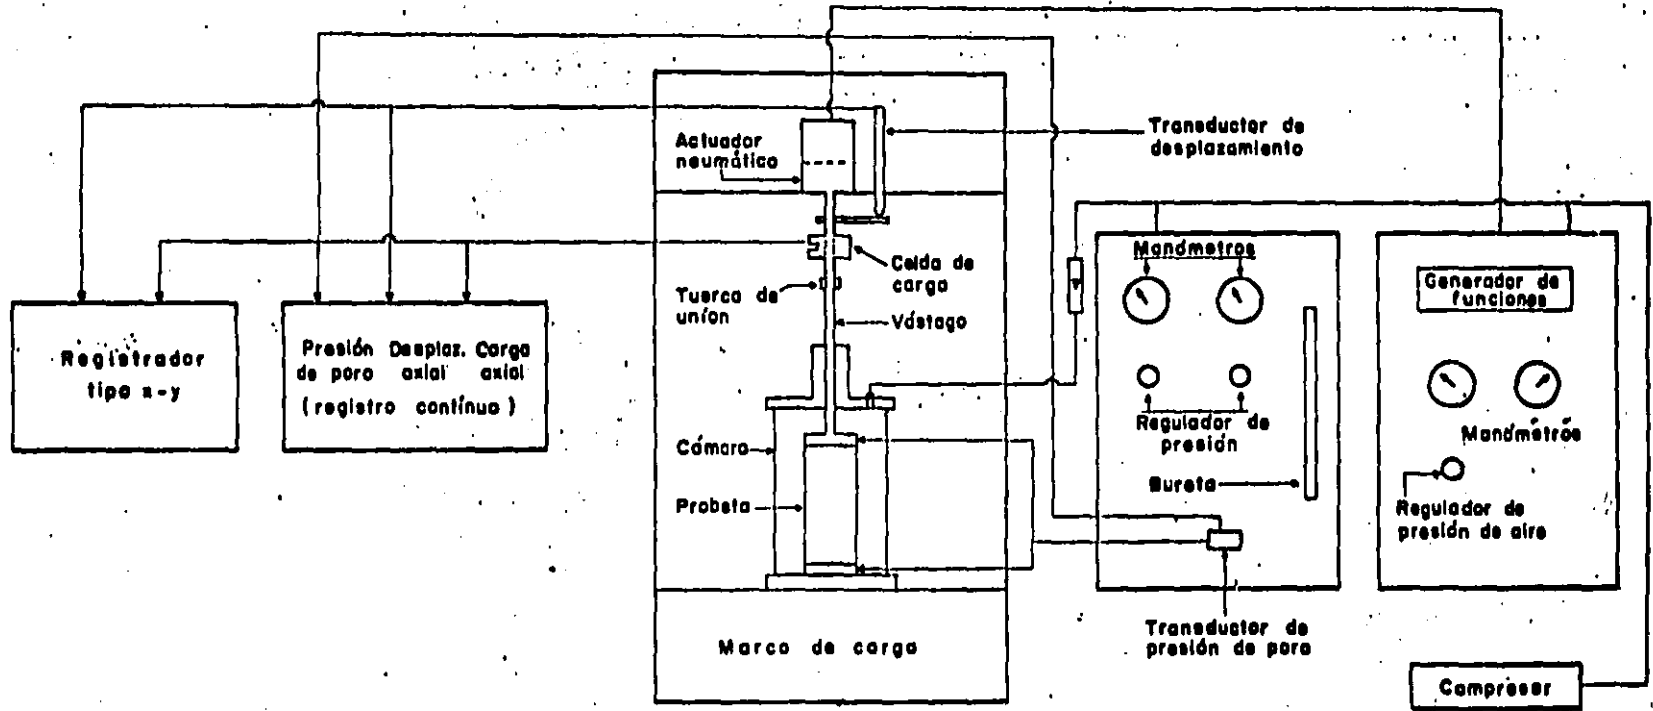 Actuador
neumático
Transductor de
desplazamiento
Celda de
carga
Tuerca de
unión
Vástago
Registrador
tipo x-y
Presión Desplaz. Carga
de poro axial axial
(registro contínuo)
Cámara
Probeta
Marco de carga
Manómetros
Regulador de
presión
Bureta
Transductor de
presión de poro
Generador de
funciones
Manómétrós
Regulador de
presión de aire
Compresor